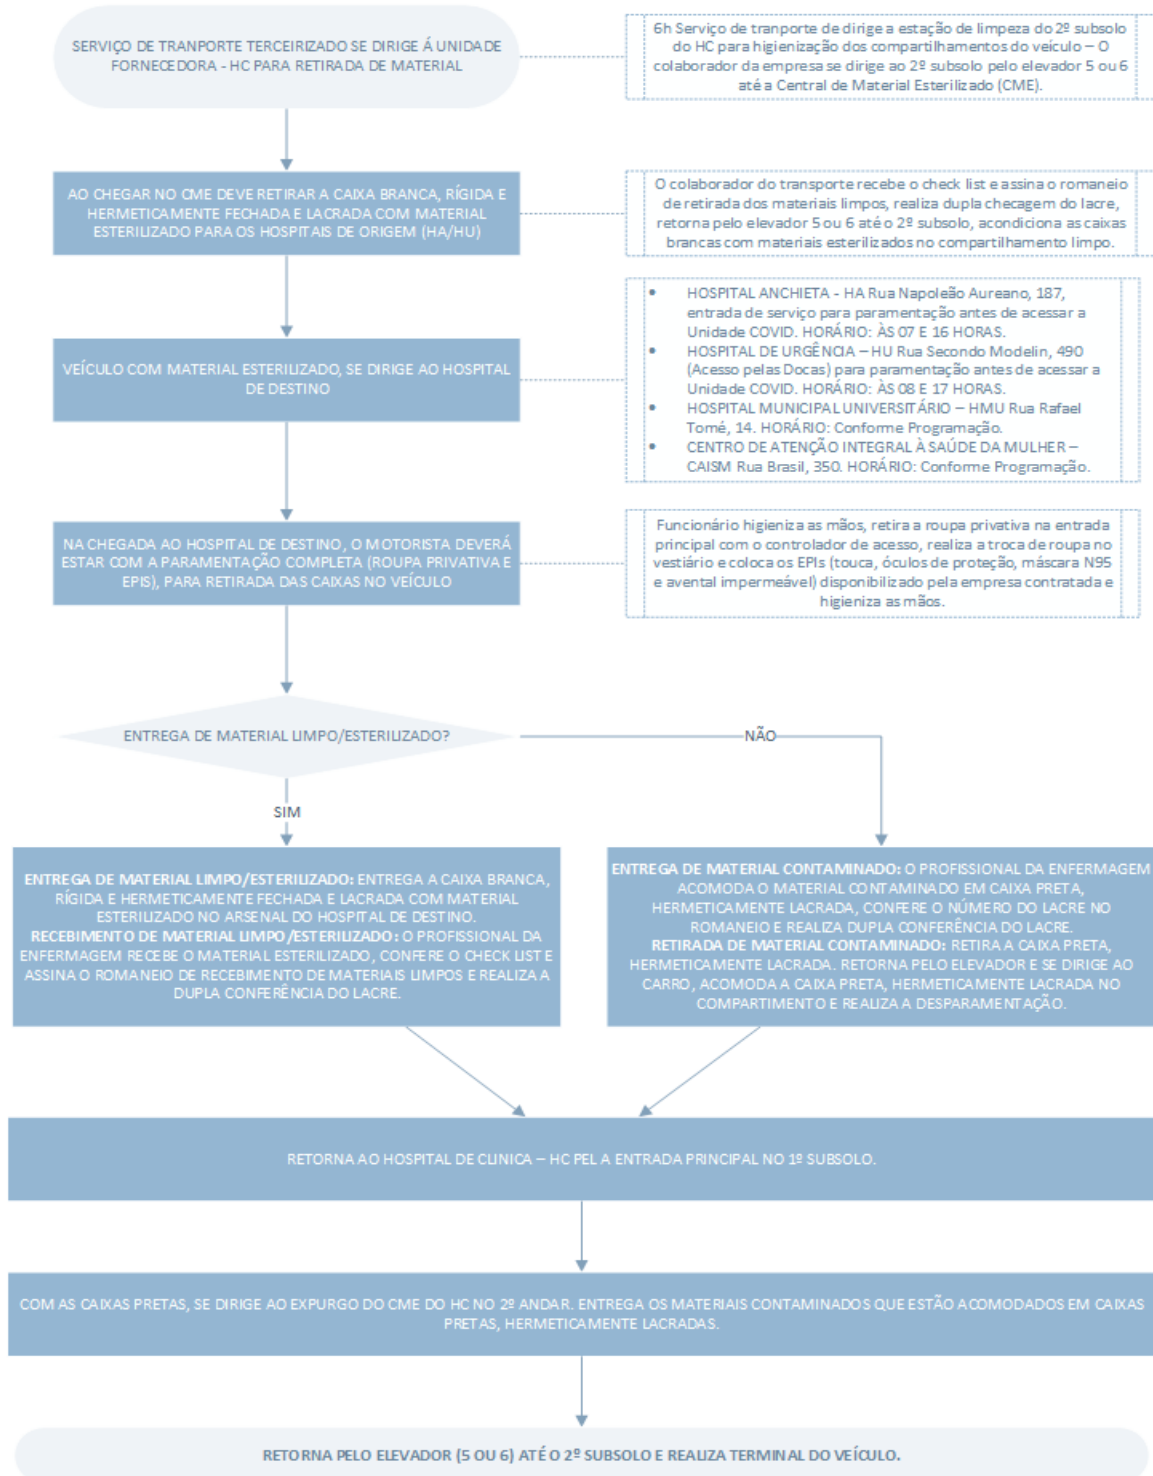 SERVIÇO DE TRANPORTE TERCEIRIZADO SE DIRIGE Á UNIDADE
FORNECEDORA - HC PARA RETIRADA DE MATERIAL
6h Serviço de tranporte de dirige a estação de limpeza do 2º subsolo
do HC para higienização dos compartilhamentos do veículo – O
colaborador da empresa se dirige ao 2º subsolo pelo elevador 5 ou 6
até a Central de Material Esterilizado (CME).
AO CHEGAR NO CME DEVE RETIRAR A CAIXA BRANCA, RÍGIDA E
HERMETICAMENTE FECHADA E LACRADA COM MATERIAL
ESTERILIZADO PARA OS HOSPITAIS DE ORIGEM (HA/HU)
O colaborador do transporte recebe o check list e assina o romaneio
de retirada dos materiais limpos, realiza dupla checagem do lacre,
retorna pelo elevador 5 ou 6 até o 2º subsolo, acondiciona as caixas
brancas com materiais esterilizados no compartilhamento limpo.
VEÍCULO COM MATERIAL ESTERILIZADO, SE DIRIGE AO HOSPITAL
DE DESTINO
• HOSPITAL ANCHIETA - HA Rua Napoleão Aureano, 187,
entrada de serviço para paramentação antes de acessar a
Unidade COVID. HORÁRIO: ÀS 07 E 16 HORAS.
• HOSPITAL DE URGÊNCIA – HU Rua Secondo Modelin, 490
(Acesso pelas Docas) para paramentação antes de acessar a
Unidade COVID. HORÁRIO: ÀS 08 E 17 HORAS.
• HOSPITAL MUNICIPAL UNIVERSITÁRIO – HMU Rua Rafael
Tomé, 14. HORÁRIO: Conforme Programação.
• CENTRO DE ATENÇÃO INTEGRAL À SAÚDE DA MULHER –
CAISM Rua Brasil, 350. HORÁRIO: Conforme Programação.
NA CHEGADA AO HOSPITAL DE DESTINO, O MOTORISTA DEVERÁ
ESTAR COM A PARAMENTAÇÃO COMPLETA (ROUPA PRIVATIVA E
EPIS), PARA RETIRADA DAS CAIXAS NO VEÍCULO
Funcionário higieniza as mãos, retira a roupa privativa na entrada
principal com o controlador de acesso, realiza a troca de roupa no
vestiário e coloca os EPIs (touca, óculos de proteção, máscara N95
e avental impermeável) disponibilizado pela empresa contratada e
higieniza as mãos.
ENTREGA DE MATERIAL LIMPO/ESTERILIZADO?
NÃO
SIM
ENTREGA DE MATERIAL LIMPO/ESTERILIZADO: ENTREGA A CAIXA BRANCA,
RÍGIDA E HERMETICAMENTE FECHADA E LACRADA COM MATERIAL
ESTERILIZADO NO ARSENAL DO HOSPITAL DE DESTINO.
RECEBIMENTO DE MATERIAL LIMPO/ESTERILIZADO: O PROFISSIONAL DA
ENFERMAGEM RECEBE O MATERIAL ESTERILIZADO, CONFERE O CHECK LIST E
ASSINA O ROMANEIO DE RECEBIMENTO DE MATERIAIS LIMPOS E REALIZA A
DUPLA CONFERÊNCIA DO LACRE.
ENTREGA DE MATERIAL CONTAMINADO: O PROFISSIONAL DA ENFERMAGEM
ACOMODA O MATERIAL CONTAMINADO EM CAIXA PRETA,
HERMETICAMENTE LACRADA, CONFERE O NÚMERO DO LACRE NO
ROMANEIO E REALIZA DUPLA CONFERÊNCIA DO LACRE.
RETIRADA DE MATERIAL CONTAMINADO: RETIRA A CAIXA PRETA,
HERMETICAMENTE LACRADA. RETORNA PELO ELEVADOR E SE DIRIGE AO
CARRO, ACOMODA A CAIXA PRETA, HERMETICAMENTE LACRADA NO
COMPARTIMENTO E REALIZA A DESPARAMENTAÇÃO.
RETORNA AO HOSPITAL DE CLINICA – HC PEL A ENTRADA PRINCIPAL NO 1º SUBSOLO.
COM AS CAIXAS PRETAS, SE DIRIGE AO EXPURGO DO CME DO HC NO 2º ANDAR. ENTREGA OS MATERIAIS CONTAMINADOS QUE ESTÃO ACOMODADOS EM CAIXAS
PRETAS, HERMETICAMENTE LACRADAS.
RETORNA PELO ELEVADOR (5 OU 6) ATÉ O 2º SUBSOLO E REALIZA TERMINAL DO VEÍCULO.